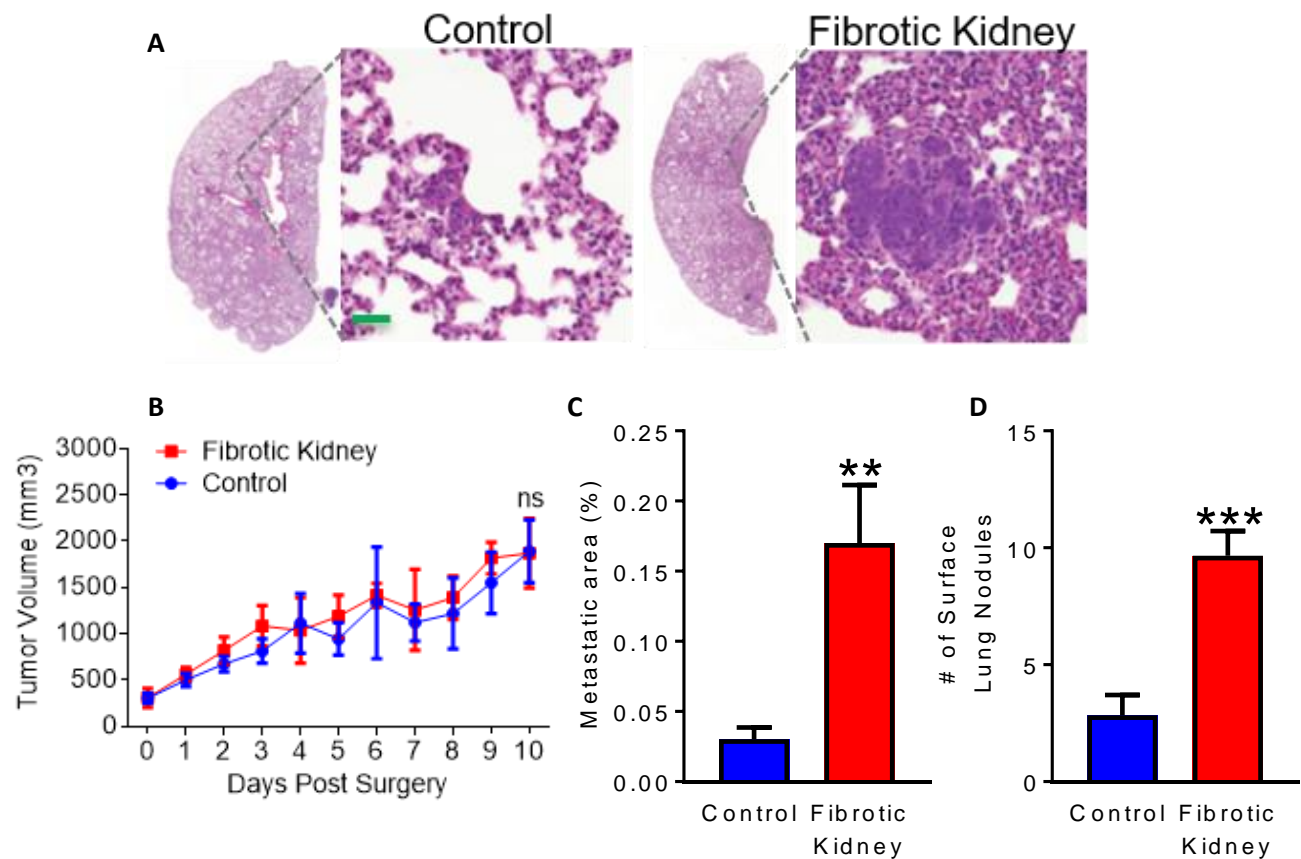 A
Control
Fibrotic Kidney
B
Fibrotic Kidney
Control
ns
3000
2500
2000
1500
1000
500
0
Tumor Volume (mm3)
0 1 2 3 4 5 6 7 8 9 10
Days Post Surgery
C
0.25
0.20
0.15
0.10
0.05
0.00
Metastatic area (%)
**
Control Fibrotic
Kidney
D
15
10
5
0
# of Surface
Lung Nodules
***
Control Fibrotic
Kidney